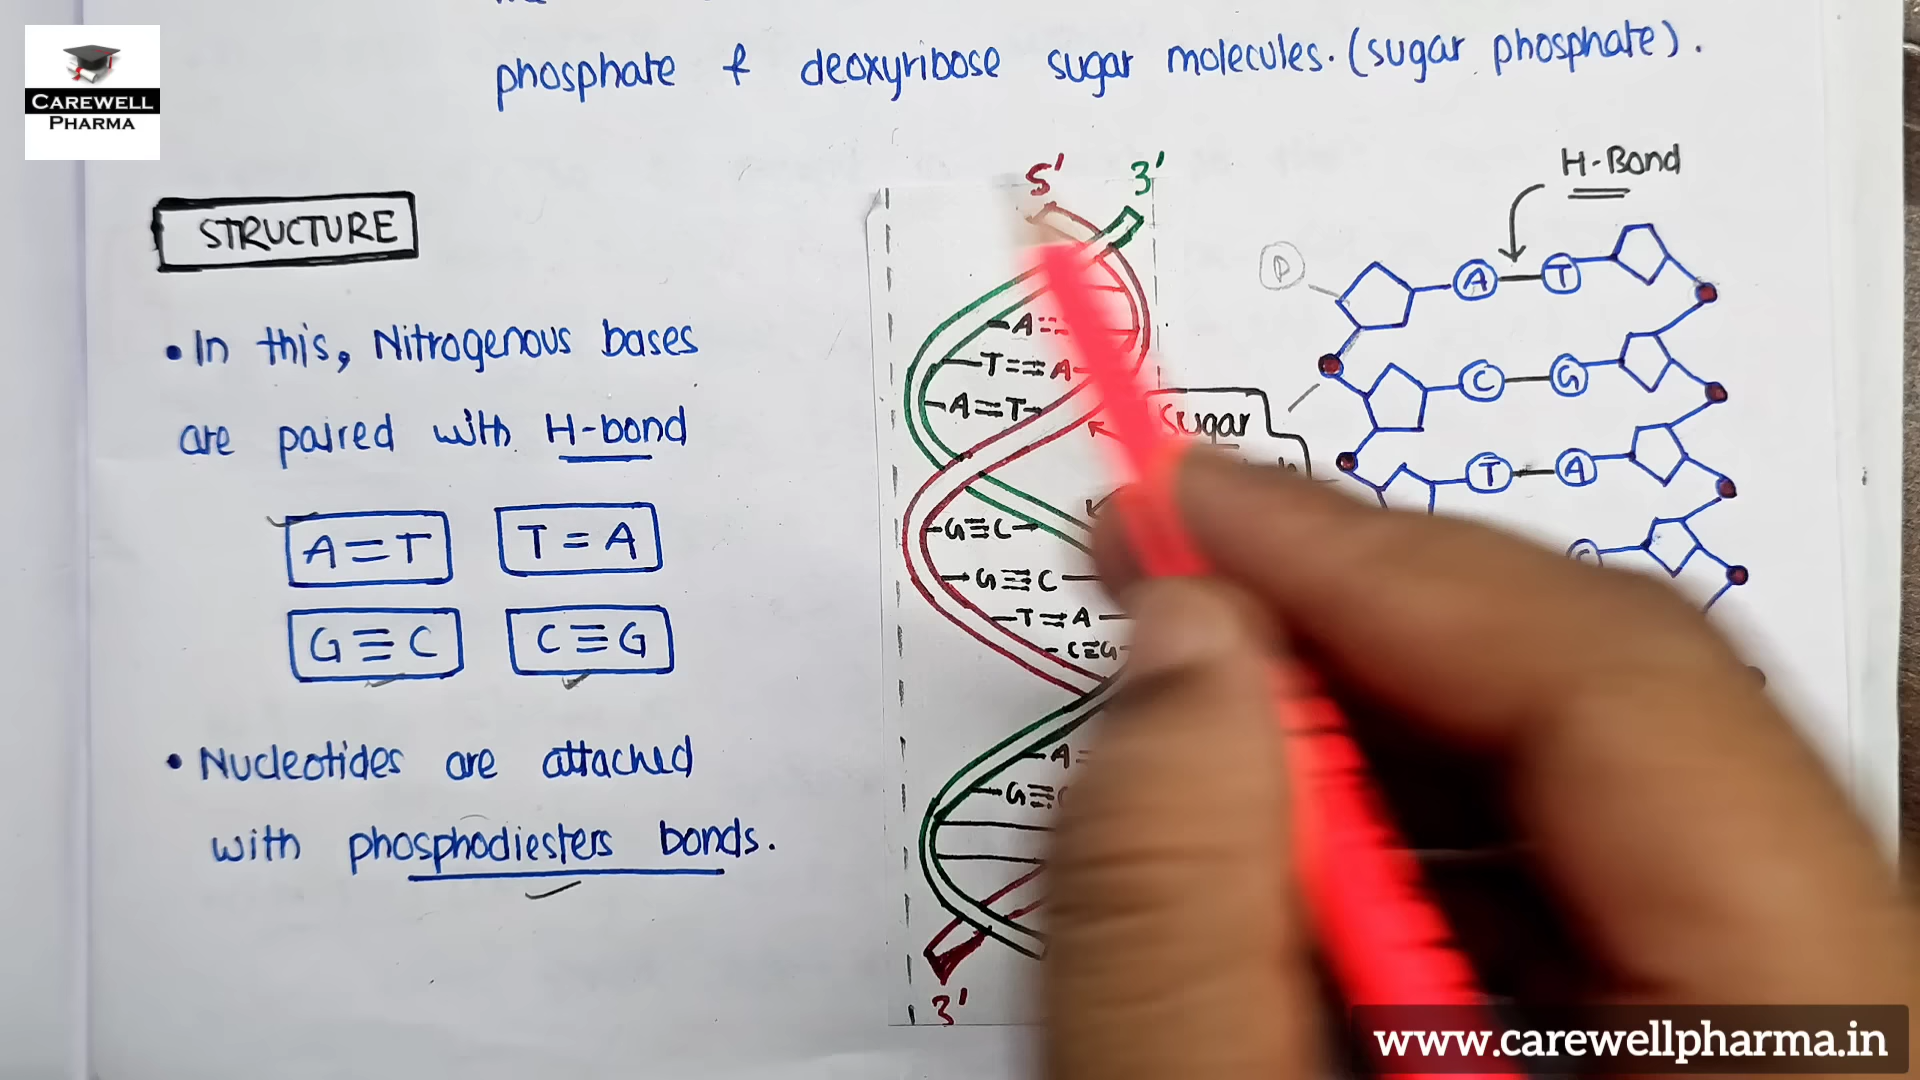 CAREWELL
PHARMA
phosphate & deoxyribose sugar molecules. (sugar phosphate).
STRUCTURE
• In this, Nitrogenous bases
are paired with H-bond
A=T T=A
G≡C C≡G
• Nucleotides are attached
with phosphodiesters bonds.
5' 3'
A=
T==A
A=T
G≡C
G≡C
T=A
C≡G
A=
G≡
3'
Sugar
H-Bond
P
A T
C G
T A
www.carewellpharma.in